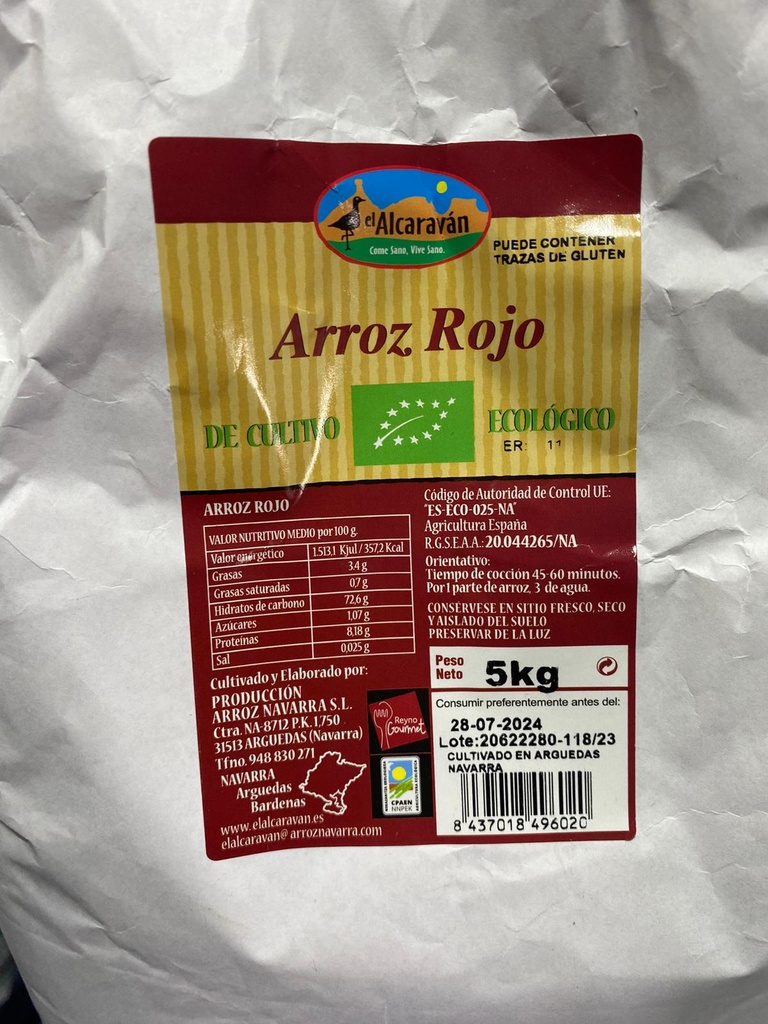 el Alcaraván
Come Sano, Vive Sano.
PUEDE CONTENER
TRAZAS DE GLUTEN
Arroz Rojo
DE CULTIVO ECOLÓGICO
ER: 11
ARROZ ROJO
VALOR NUTRITIVO MEDIO por 100 g.
Valor energético 1.513,1 Kjul / 357,2 Kcal
Grasas 3,4 g
Grasas saturadas 0,7 g
Hidratos de carbono 72,6 g
Azúcares 1,07 g
Proteínas 8,18 g
Sal 0,025 g
Código de Autoridad de Control UE:
"ES-ECO-025-NA"
Agricultura España
R.G.S.E.A.A.: 20.044265/NA
Orientativo:
Tiempo de cocción 45-60 minutos.
Por 1 parte de arroz, 3 de agua.
CONSÉRVESE EN SITIO FRESCO, SECO
Y AISLADO DEL SUELO
PRESERVAR DE LA LUZ
Cultivado y Elaborado por:
PRODUCCIÓN
ARROZ NAVARRA S.L.
Ctra. NA-8712 P.K. 1,750
31513 ARGUEDAS (Navarra)
Tfno. 948 830 271
NAVARRA
Arguedas
Bardenas
www.elalcaravan.es
elalcaravan@arroznavarra.com
Reyno
Gourmet
CPAEN
NNPEK
Peso
Neto
5kg
Consumir preferentemente antes del:
28-07-2024
Lote:20622280-118/23
CULTIVADO EN ARGUEDAS
NAVARRA
8 437018 496020